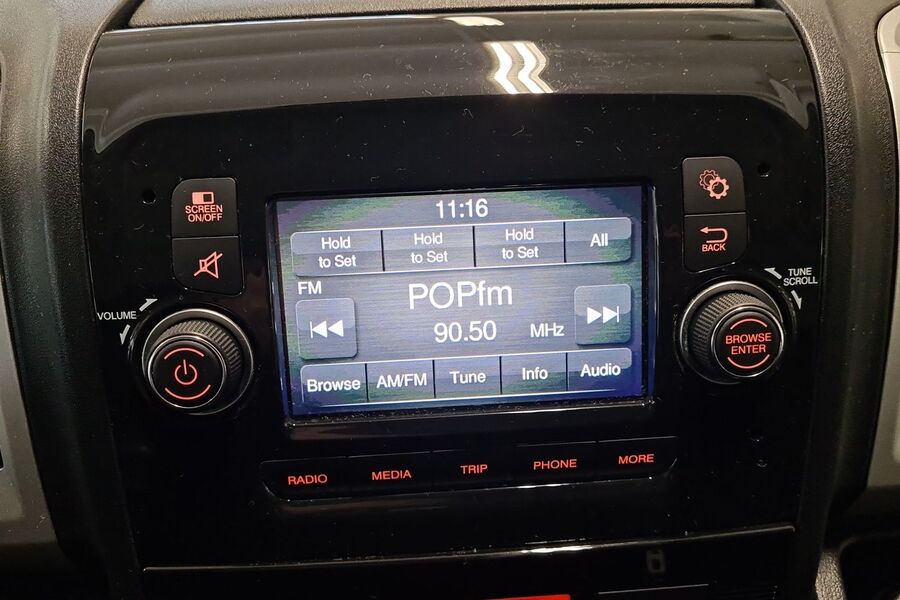 SCREEN
ON/OFF
VOLUME
11:16
Hold
to Set
Hold
to Set
Hold
to Set
All
FM
POPfm
90.50 MHz
Browse
AM/FM
Tune
Info
Audio
BACK
TUNE
SCROLL
BROWSE
ENTER
RADIO
MEDIA
TRIP
PHONE
MORE